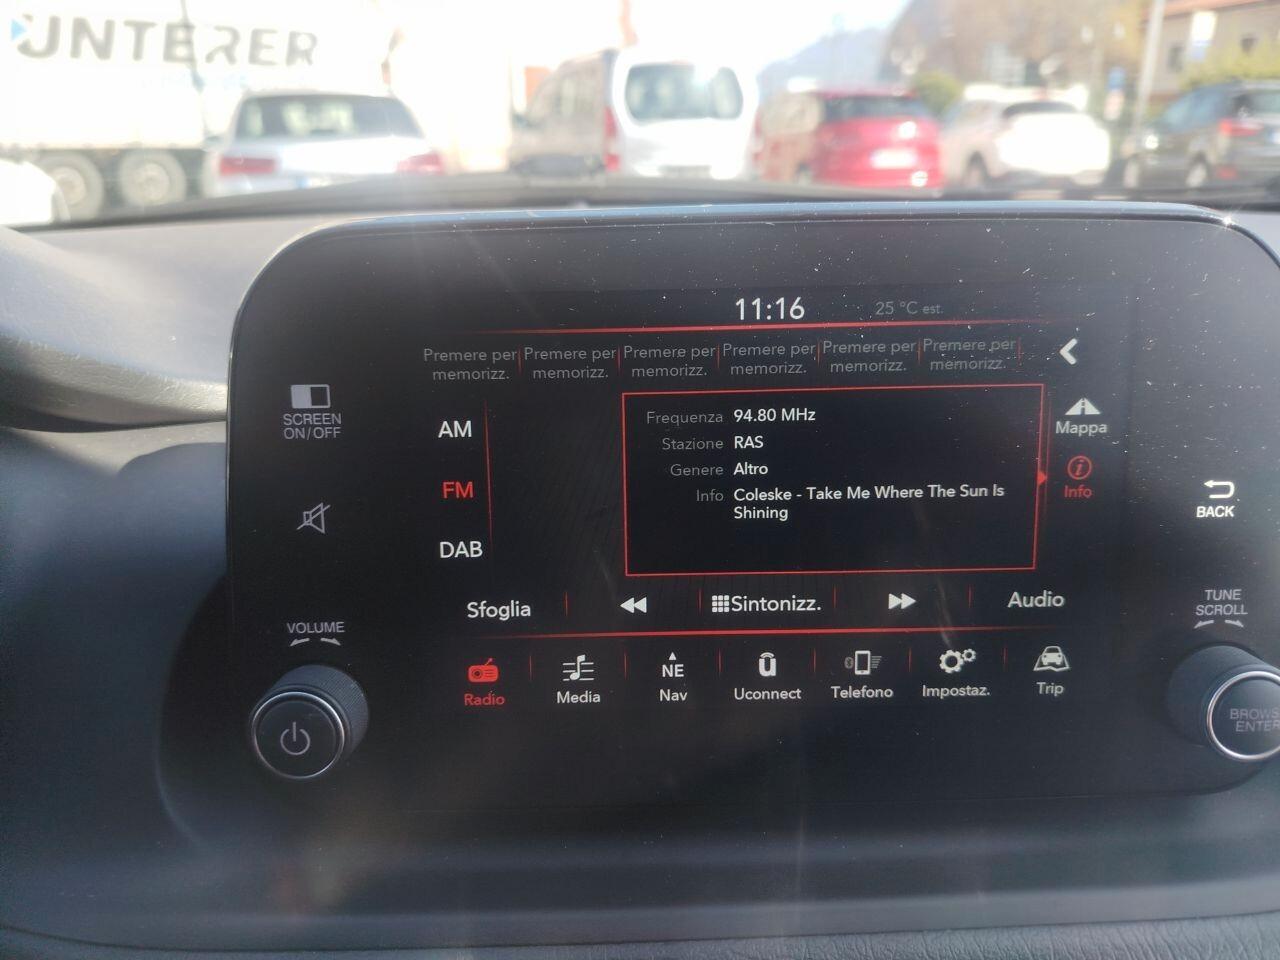 UNTERER
11:16
25 °C est.
Premere per memorizz.
Premere per memorizz.
Premere per memorizz.
Premere per memorizz.
Premere per memorizz.
Premere per memorizz.
SCREEN
ON/OFF
AM
FM
DAB
Frequenza 94.80 MHz
Stazione RAS
Genere Altro
Info Coleske - Take Me Where The Sun Is
Shining
Mappa
Info
BACK
Sfoglia
Sintonizz.
Audio
VOLUME
TUNE
SCROLL
Radio
Media
NE
Nav
Uconnect
Telefono
Impostaz.
Trip
BROWSE
ENTER